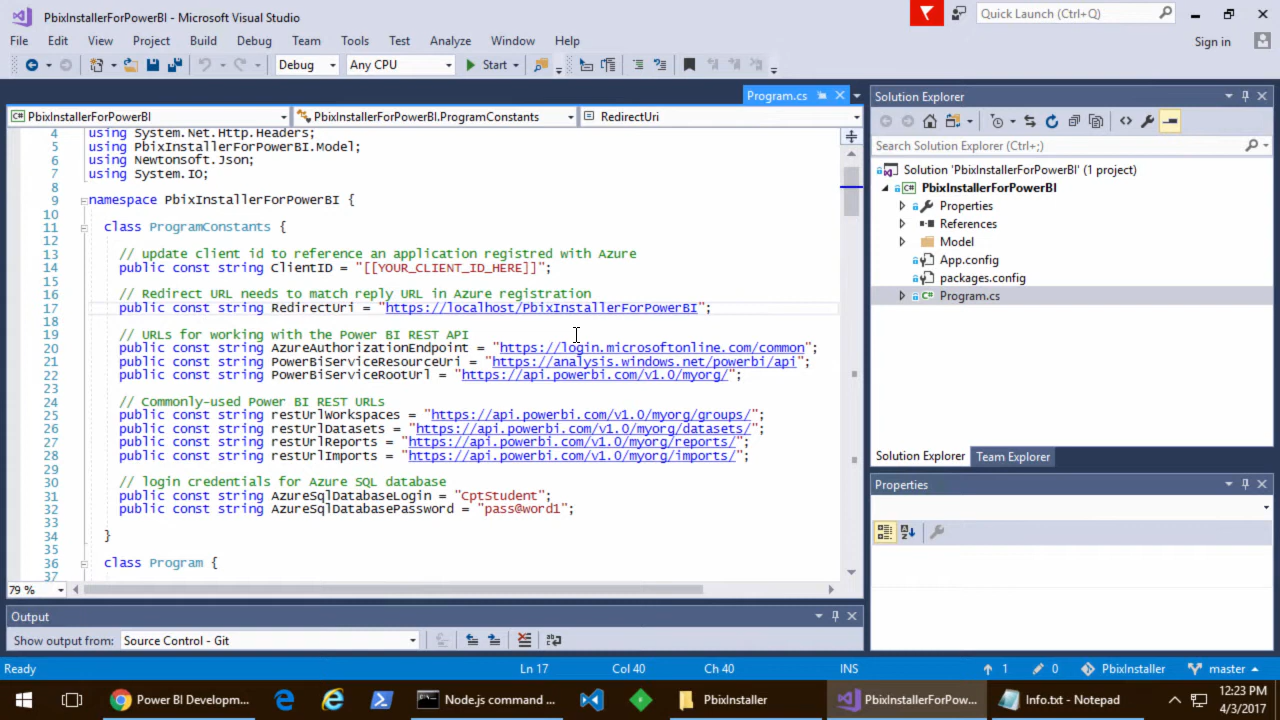 PbixInstallerForPowerBI - Microsoft Visual Studio
Quick Launch (Ctrl+Q)
File Edit View Project Build Debug Team Tools Test Analyze Window Help
Sign in
Debug Any CPU Start
Program.cs
PbixInstallerForPowerBI PbixInstallerForPowerBI.ProgramConstants RedirectUri
4 using System.Net.Http.Headers;
5 using PbixInstallerForPowerBI.Model;
6 using Newtonsoft.Json;
7 using System.IO;
8
9 namespace PbixInstallerForPowerBI {
10
11 class ProgramConstants {
12
13 // update client id to reference an application registred with Azure
14 public const string ClientID = "[[YOUR_CLIENT_ID_HERE]]";
15
16 // Redirect URL needs to match reply URL in Azure registration
17 public const string RedirectUri = "https://localhost/PbixInstallerForPowerBI";
18
19 // URLs for working with the Power BI REST API
20 public const string AzureAuthorizationEndpoint = "https://login.microsoftonline.com/common";
21 public const string PowerBiServiceResourceUri = "https://analysis.windows.net/powerbi/api";
22 public const string PowerBiServiceRootUrl = "https://api.powerbi.com/v1.0/myorg/";
23
24 // Commonly-used Power BI REST URLs
25 public const string restUrlWorkspaces = "https://api.powerbi.com/v1.0/myorg/groups/";
26 public const string restUrlDatasets = "https://api.powerbi.com/v1.0/myorg/datasets/";
27 public const string restUrlReports = "https://api.powerbi.com/v1.0/myorg/reports/";
28 public const string restUrlImports = "https://api.powerbi.com/v1.0/myorg/imports/";
29
30 // login credentials for Azure SQL database
31 public const string AzureSqlDatabaseLogin = "CptStudent";
32 public const string AzureSqlDatabasePassword = "pass@word1";
33
34 }
35
36 class Program {
37
79 %
Output
Show output from: Source Control - Git
Solution Explorer
Search Solution Explorer (Ctrl+;)
Solution 'PbixInstallerForPowerBI' (1 project)
PbixInstallerForPowerBI
Properties
References
Model
App.config
packages.config
Program.cs
Solution Explorer Team Explorer
Properties
Ready Ln 17 Col 40 Ch 40 INS 1 0 PbixInstaller master
Power BI Developm... Node.js command ... PbixInstaller PbixInstallerForPow... Info.txt - Notepad
12:23 PM
4/3/2017